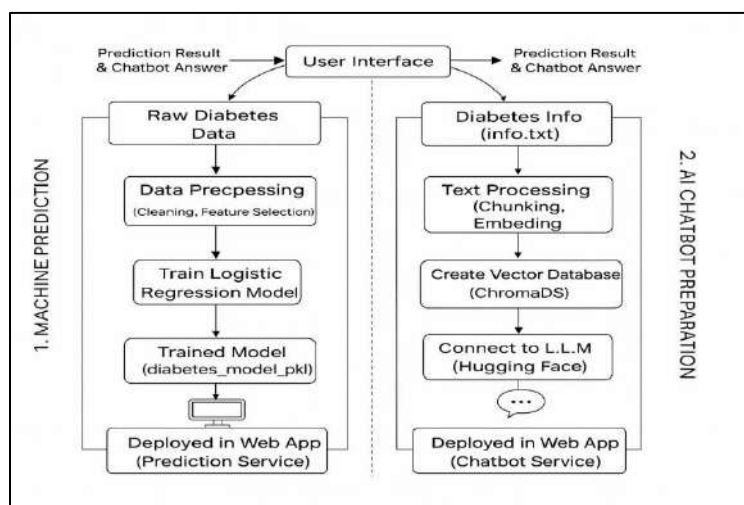 Prediction Result
& Chatbot Answer
User Interface
Prediction Result
& Chatbot Answer
1. MACHINE PREDICTION
Raw Diabetes
Data
Data Precpessing
(Cleaning, Feature Selection)
Train Logistic
Regression Model
Trained Model
(diabetes_model_pkl)
Deployed in Web App
(Prediction Service)
2. AI CHATBOT PREPARATION
Diabetes Info
(info.txt)
Text Processing
(Chunking,
Embeding
Create Vector Database
(ChromaDS)
Connect to L.L.M
(Hugging Face)
Deployed in Web App
(Chatbot Service)